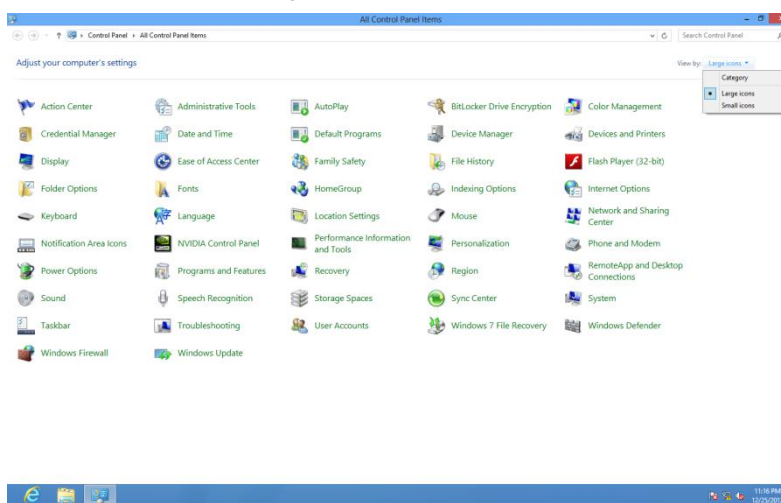 All Control Panel Items
Control Panel All Control Panel Items
Search Control Panel
Adjust your computer's settings
View by: Large icons
Category
Large icons
Small icons
Action Center Administrative Tools AutoPlay BitLocker Drive Encryption Color Management
Credential Manager Date and Time Default Programs Device Manager Devices and Printers
Display Ease of Access Center Family Safety File History Flash Player (32-bit)
Folder Options Fonts HomeGroup Indexing Options Internet Options
Keyboard Language Location Settings Mouse Network and Sharing
Center
Notification Area Icons NVIDIA Control Panel Performance Information
and Tools Personalization Phone and Modem
Power Options Programs and Features Recovery Region RemoteApp and Desktop
Connections
Sound Speech Recognition Storage Spaces Sync Center System
Taskbar Troubleshooting User Accounts Windows 7 File Recovery Windows Defender
Windows Firewall Windows Update
11:16 PM